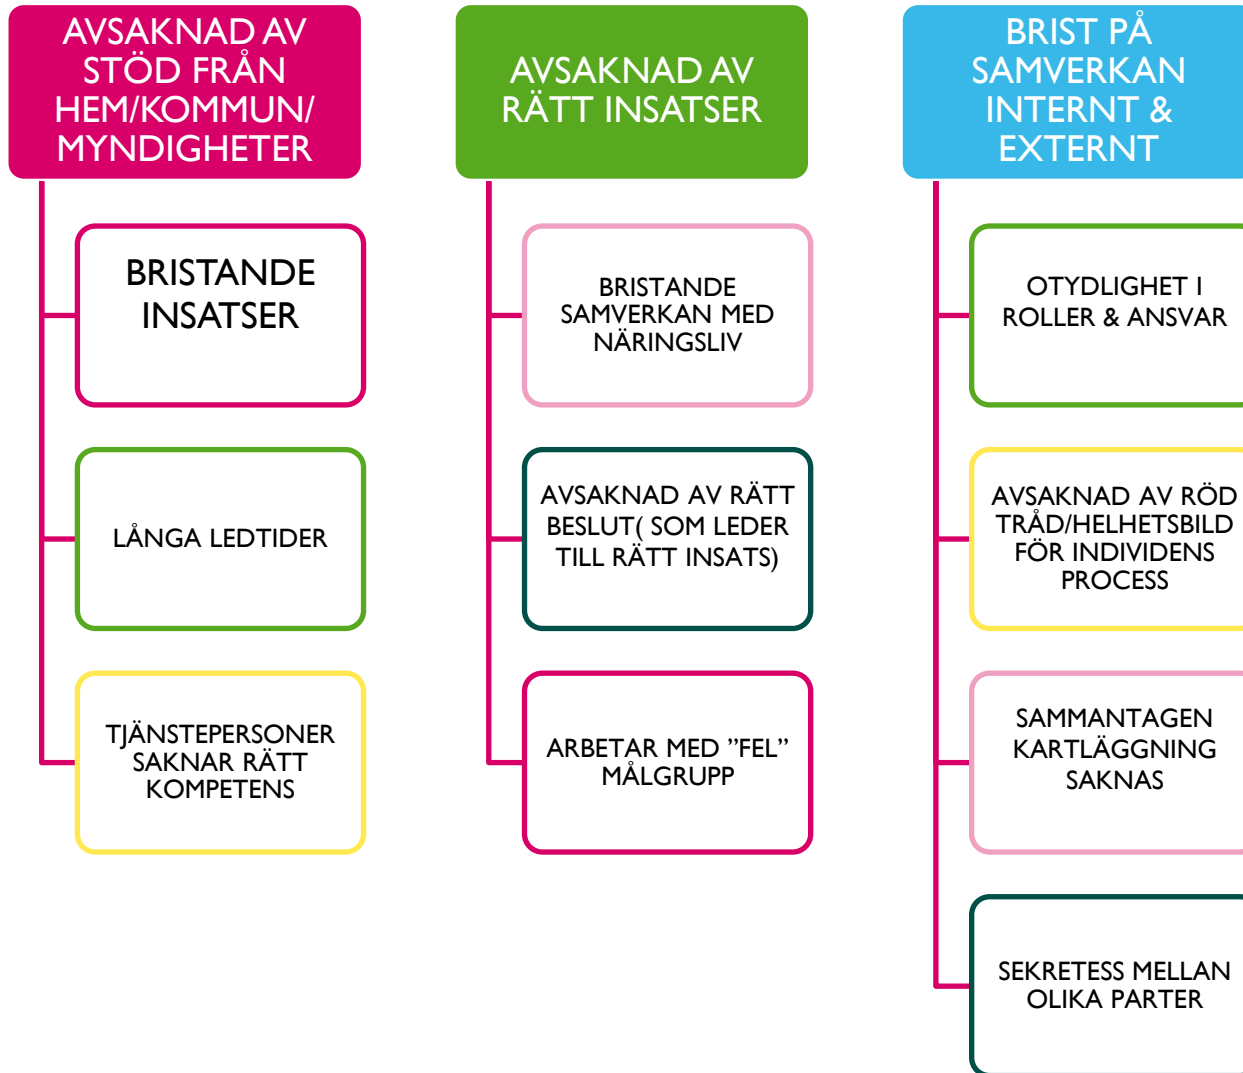 AVSAKNAD AV
STÖD FRÅN
HEM/KOMMUN/
MYNDIGHETER
BRISTANDE
INSATSER
LÅNGA LEDTIDER
TJÄNSTEPERSONER
SAKNAR RÄTT
KOMPETENS
AVSAKNAD AV
RÄTT INSATSER
BRISTANDE
SAMVERKAN MED
NÄRINGSLIV
AVSAKNAD AV RÄTT
BESLUT( SOM LEDER
TILL RÄTT INSATS)
ARBETAR MED ”FEL”
MÅLGRUPP
BRIST PÅ
SAMVERKAN
INTERNT &
EXTERNT
OTYDLIGHET I
ROLLER & ANSVAR
AVSAKNAD AV RÖD
TRÅD/HELHETSBILD
FÖR INDIVIDENS
PROCESS
SAMMANTAGEN
KARTLÄGGNING
SAKNAS
SEKRETESS MELLAN
OLIKA PARTER